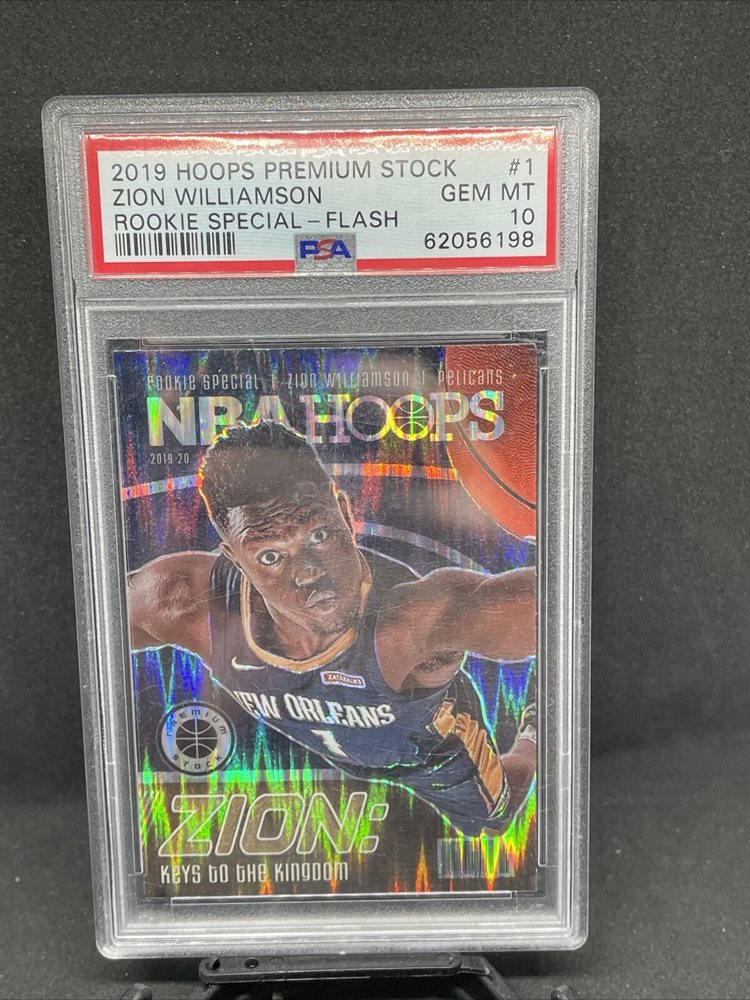 2019 HOOPS PREMIUM STOCK #1
ZION WILLIAMSON GEM MT
ROOKIE SPECIAL – FLASH 10
PSA 62056198
ROOKIE SPECIAL | ZION WILLIAMSON | PELICANS
NBA HOOPS
2019-20
ZATARAIN'S
NEW ORLEANS
1
PREMIUM
STOCK
ZION:
KEYS TO THE KINGDOM